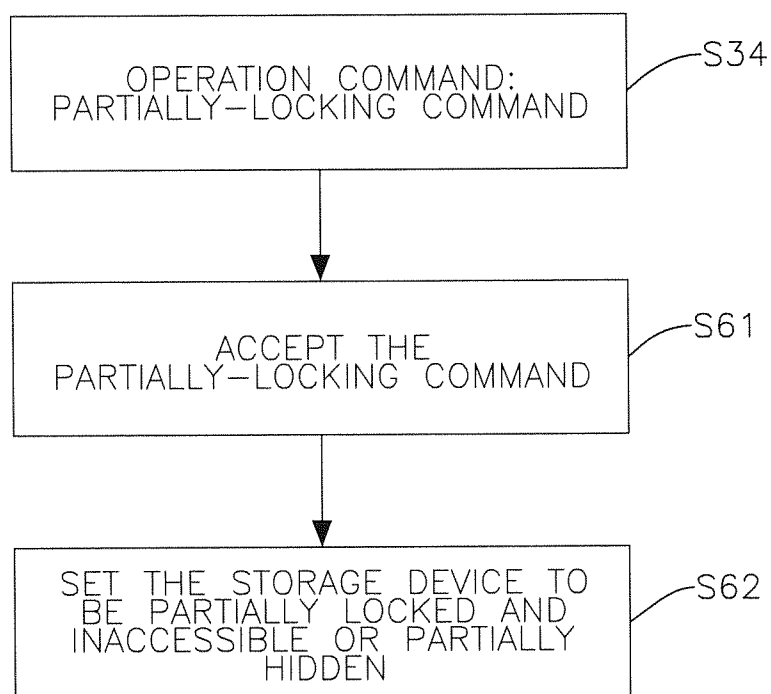 OPERATION COMMAND:
PARTIALLY-LOCKING COMMAND
S34
ACCEPT THE
PARTIALLY-LOCKING COMMAND
S61
SET THE STORAGE DEVICE TO
BE PARTIALLY LOCKED AND
INACCESSIBLE OR PARTIALLY
HIDDEN
S62